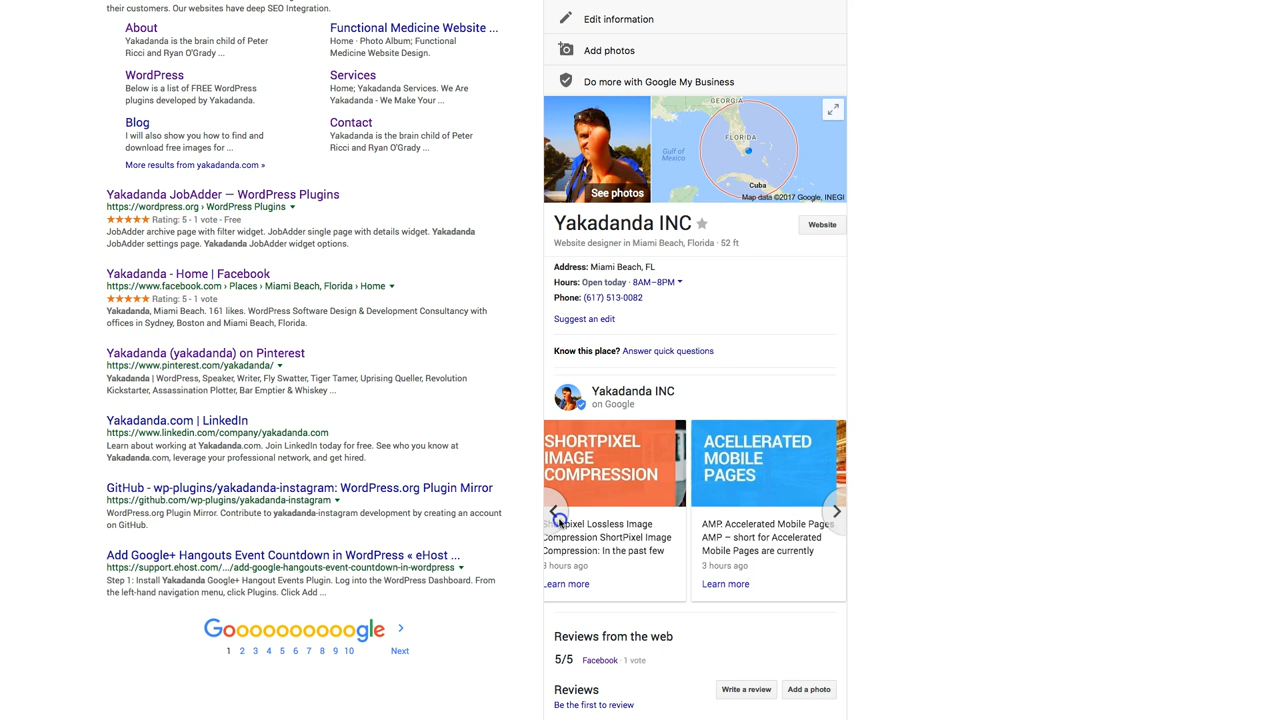 their customers. Our websites have deep SEO Integration.
About
Yakadanda is the brain child of Peter
Ricci and Ryan O'Grady ...
Functional Medicine Website ...
Home · Photo Album; Functional
Medicine Website Design.
WordPress
Below is a list of FREE WordPress
plugins developed by Yakadanda.
Services
Home; Yakadanda Services. We Are
Yakadanda - We Make Your ...
Blog
I will also show you how to find and
download free images for ...
Contact
Yakadanda is the brain child of Peter
Ricci and Ryan O'Grady ...
More results from yakadanda.com »
Yakadanda JobAdder — WordPress Plugins
https://wordpress.org › WordPress Plugins
Rating: 5 - 1 vote - Free
JobAdder archive page with filter widget. JobAdder single page with details widget. Yakadanda
JobAdder settings page. Yakadanda JobAdder widget options.
Yakadanda - Home | Facebook
https://www.facebook.com › Places › Miami Beach, Florida › Home
Rating: 5 - 1 vote
Yakadanda, Miami Beach. 161 likes. WordPress Software Design & Development Consultancy with
offices in Sydney, Boston and Miami Beach, Florida.
Yakadanda (yakadanda) on Pinterest
https://www.pinterest.com/yakadanda/
Yakadanda | WordPress, Speaker, Writer, Fly Swatter, Tiger Tamer, Uprising Queller, Revolution
Kickstarter, Assassination Plotter, Bar Emptier & Whiskey ...
Yakadanda.com | LinkedIn
https://www.linkedin.com/company/yakadanda.com
Learn about working at Yakadanda.com. Join LinkedIn today for free. See who you know at
Yakadanda.com, leverage your professional network, and get hired.
GitHub - wp-plugins/yakadanda-instagram: WordPress.org Plugin Mirror
https://github.com/wp-plugins/yakadanda-instagram
WordPress.org Plugin Mirror. Contribute to yakadanda-instagram development by creating an account
on GitHub.
Add Google+ Hangouts Event Countdown in WordPress « eHost ...
https://support.ehost.com/.../add-google-hangouts-event-countdown-in-wordpress
Step 1: Install Yakadanda Google+ Hangout Events Plugin. Log into the WordPress Dashboard. From
the left-hand navigation menu, click Plugins. Click Add ...
Goooooooooogle
1 2 3 4 5 6 7 8 9 10 Next
Edit information
Add photos
Do more with Google My Business
See photos
GEORGIA
FLORIDA
Gulf of
Mexico
Cuba
Map data ©2017 Google, INEGI
Yakadanda INC
Website
Website designer in Miami Beach, Florida · 52 ft
Address: Miami Beach, FL
Hours: Open today · 8AM–8PM
Phone: (617) 513-0082
Suggest an edit
Know this place? Answer quick questions
Yakadanda INC
on Google
SHORTPIXEL
IMAGE
COMPRESSION
Shortpixel Lossless Image
Compression ShortPixel Image
Compression: In the past few
3 hours ago
Learn more
ACELLERATED
MOBILE
PAGES
AMP. Accelerated Mobile Pages
AMP – short for Accelerated
Mobile Pages are currently
3 hours ago
Learn more
Reviews from the web
5/5 Facebook · 1 vote
Reviews
Write a review
Add a photo
Be the first to review